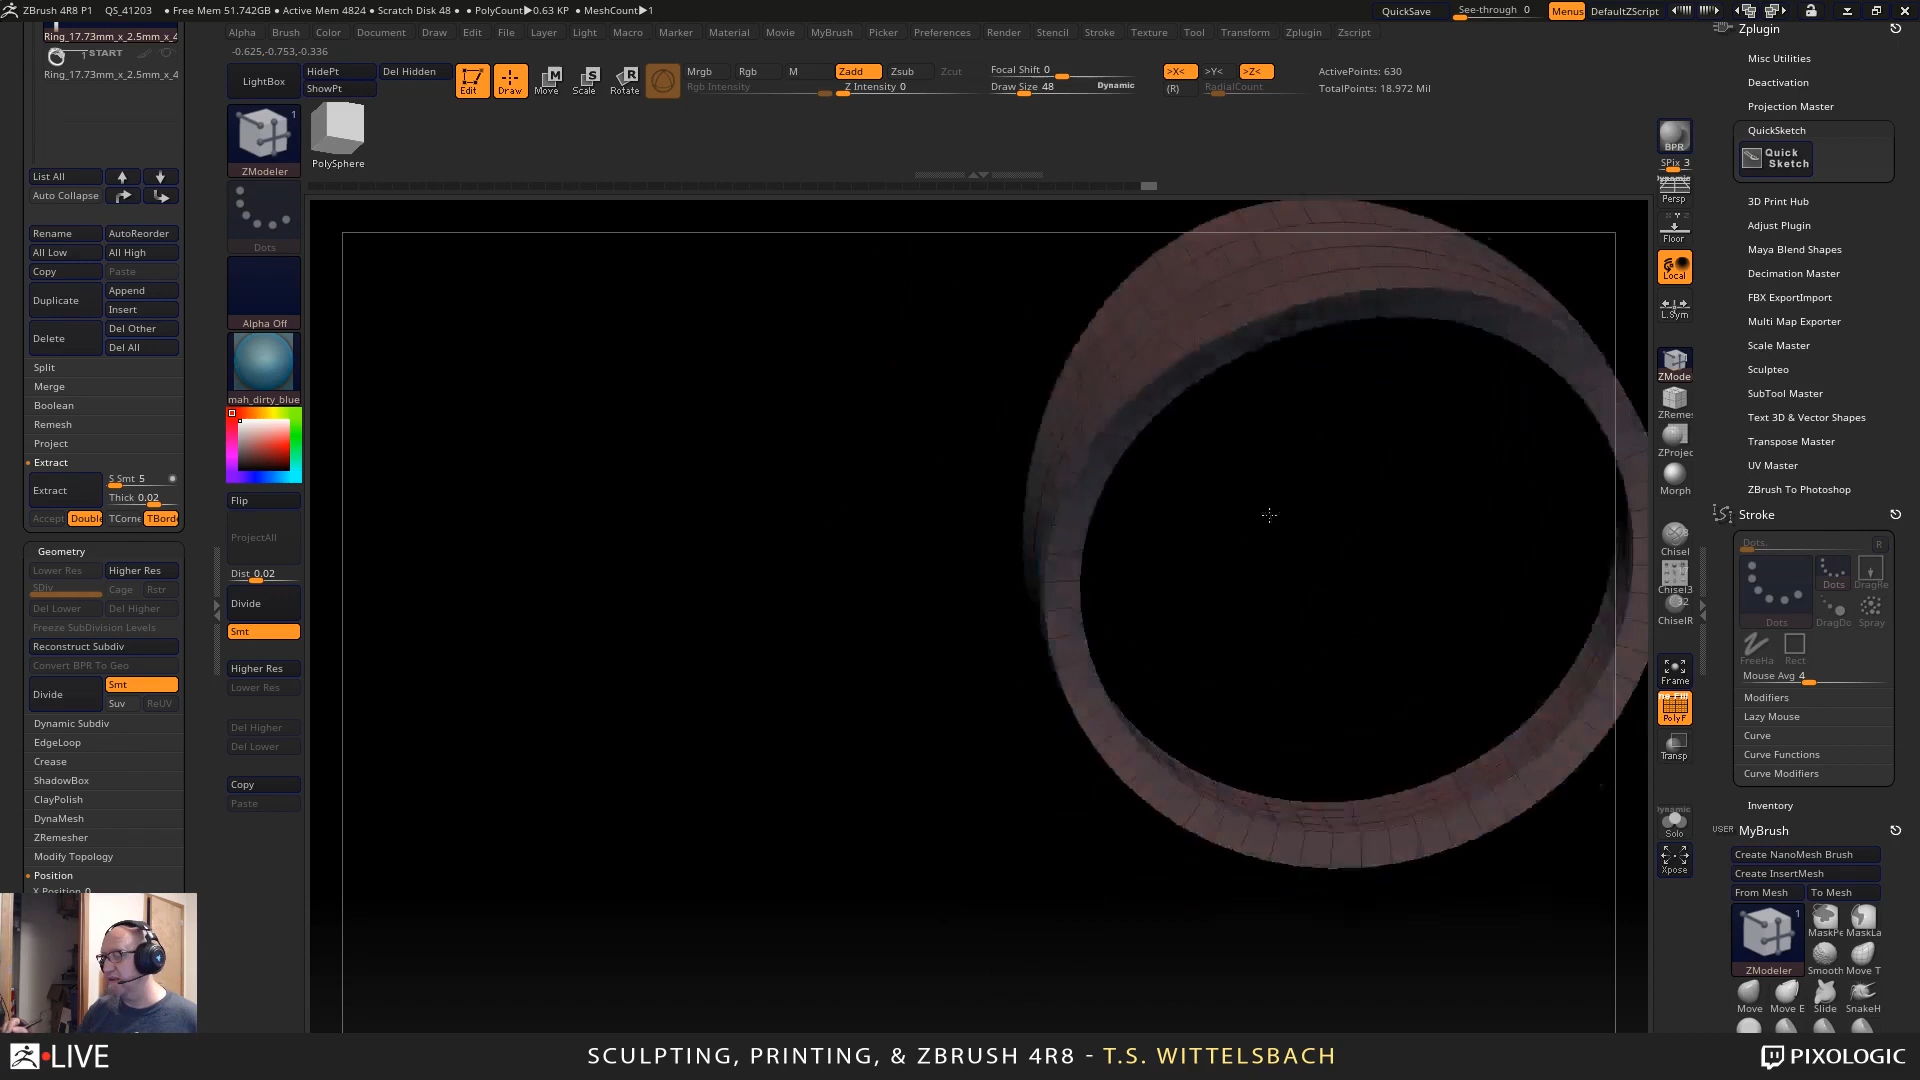 ZBrush 4R8 P1 QS_41203 ● Free Mem 51.742GB ● Active Mem 4824 ● Scratch Disk 48 ● ● PolyCount▶0.63 KP ● MeshCount▶1
QuickSave See-through 0 Menus DefaultZScript
Alpha Brush Color Document Draw Edit File Layer Light Macro Marker Material Movie MyBrush Picker Preferences Render Stencil Stroke Texture Tool Transform Zplugin Zscript
-0.625,-0.753,-0.336
LightBox
HidePt
ShowPt
Del Hidden
Edit Draw Move Scale Rotate
Mrgb Rgb M Zadd Zsub Zcut
Rgb Intensity
Z Intensity 0
Focal Shift 0
Draw Size 48 Dynamic
>X< >Y< >Z<
(R) RadialCount
ActivePoints: 630
TotalPoints: 18.972 Mil
Ring_17.73mm_x_2.5mm_x_4
START
Ring_17.73mm_x_2.5mm_x_4
List All
Auto Collapse
Rename AutoReorder
All Low All High
Copy Paste
Duplicate
Append
Insert
Delete
Del Other
Del All
Split
Merge
Boolean
Remesh
Project
Extract
Extract
S Smt 5
Thick 0.02
Accept Double TCorne TBorde
Geometry
Lower Res Higher Res
SDiv Cage Rstr
Del Lower Del Higher
Freeze SubDivision Levels
Reconstruct Subdiv
Convert BPR To Geo
Divide
Smt
Suv ReUV
Dynamic Subdiv
EdgeLoop
Crease
ShadowBox
ClayPolish
DynaMesh
ZRemesher
Modify Topology
Position
X Position 0
1
ZModeler
PolySphere
Dots
Alpha Off
mah_dirty_blue
Flip
ProjectAll
Dist 0.02
Divide
Smt
Higher Res
Lower Res
Del Higher
Del Lower
Copy
Paste
BPR
SPix 3
Dynamic
Persp
Floor
Local
L.Sym
ZMode
ZRemes
ZProjec
Morph
Chisel
Chisel3
32
ChiselR
Frame
PolyF
Transp
Dynamic
Solo
Xpose
Zplugin
Misc Utilities
Deactivation
Projection Master
QuickSketch
Quick
Sketch
3D Print Hub
Adjust Plugin
Maya Blend Shapes
Decimation Master
FBX ExportImport
Multi Map Exporter
Scale Master
Sculpteo
SubTool Master
Text 3D & Vector Shapes
Transpose Master
UV Master
ZBrush To Photoshop
Stroke
Dots. R
Dots
Dots DragRe
DragDo Spray
FreeHa Rect
Mouse Avg 4
Modifiers
Lazy Mouse
Curve
Curve Functions
Curve Modifiers
Inventory
USER MyBrush
Create NanoMesh Brush
Create InsertMesh
From Mesh To Mesh
1
ZModeler
MaskPe MaskLa
Smooth Move T
Move Move E Slide SnakeH
LIVE
SCULPTING, PRINTING, & ZBRUSH 4R8 - T.S. WITTELSBACH
PIXOLOGIC